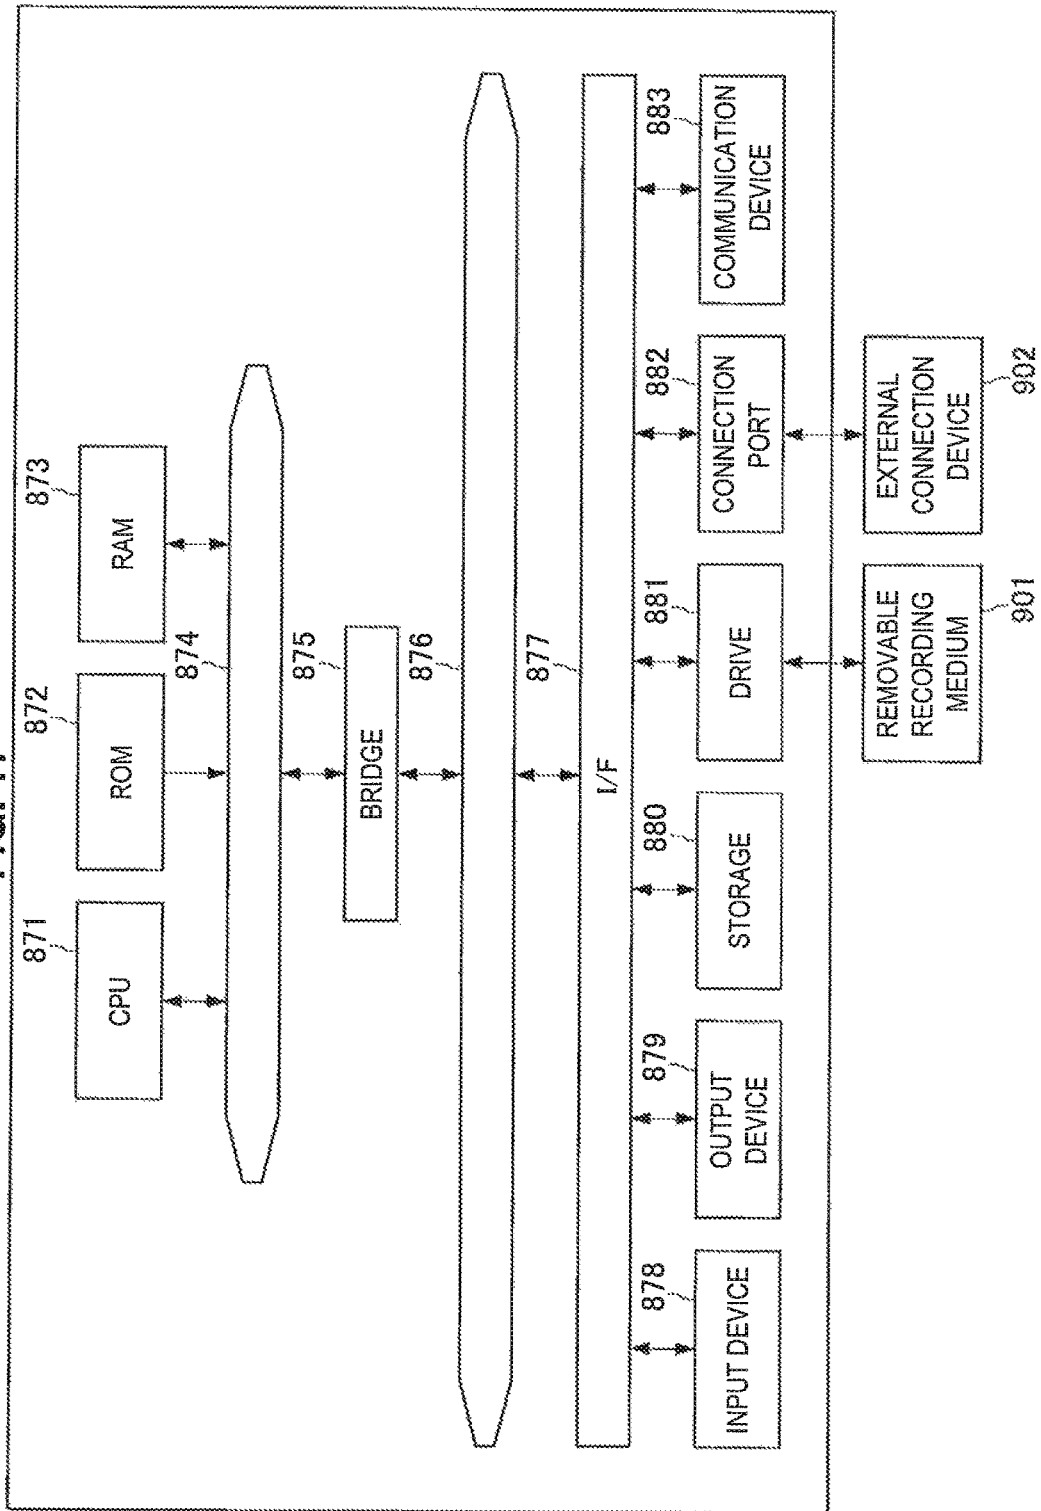 871
872
873
CPU
ROM
RAM
874
875
BRIDGE
876
877
I/F
878
879
880
881
882
883
INPUT DEVICE
OUTPUT
DEVICE
STORAGE
DRIVE
CONNECTION
PORT
COMMUNICATION
DEVICE
REMOVABLE
RECORDING
MEDIUM
EXTERNAL
CONNECTION
DEVICE
901
902